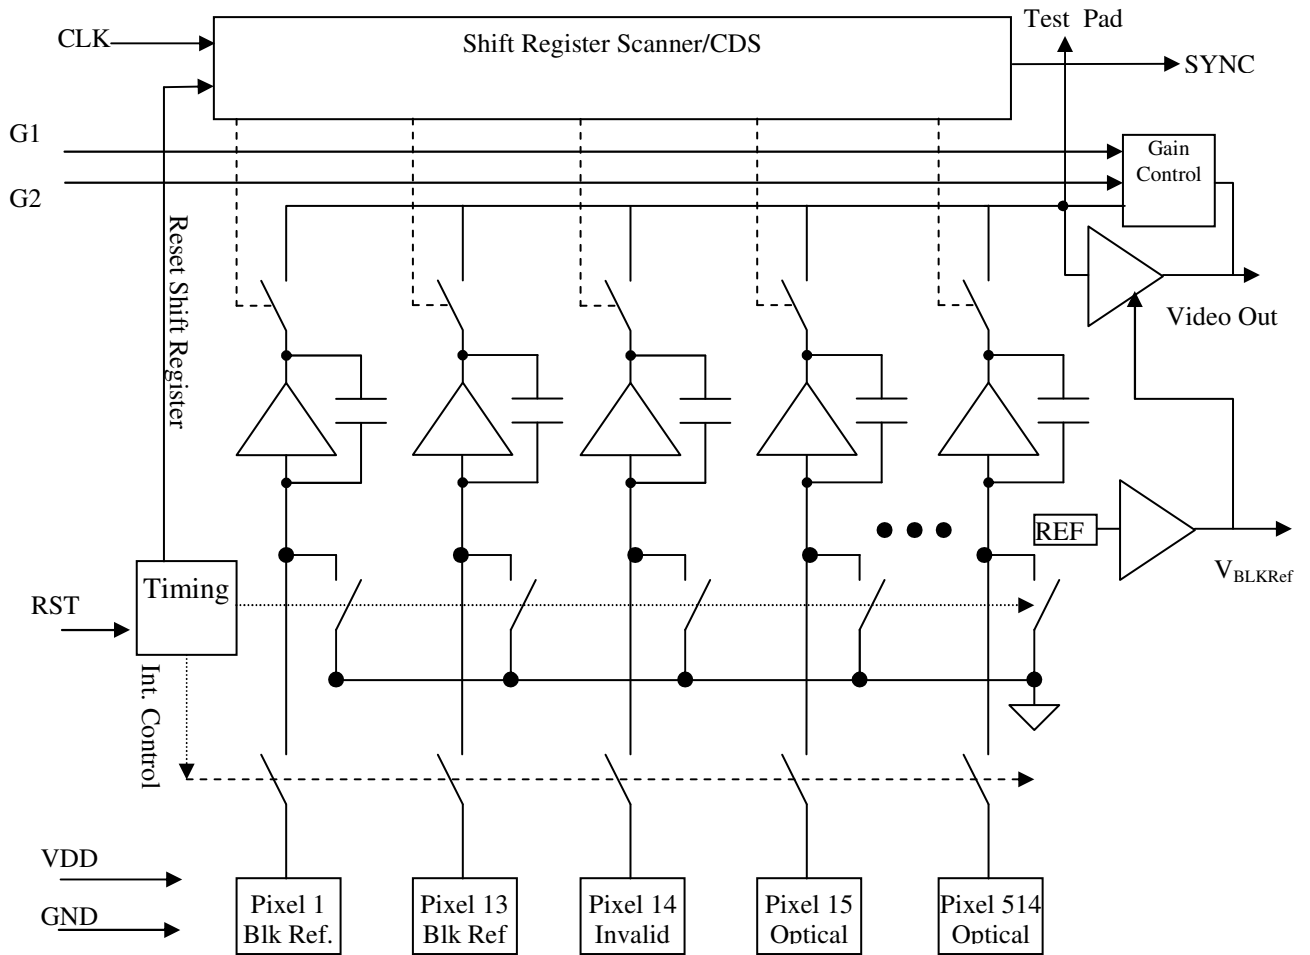 Test Pad
CLK
Shift Register Scanner/CDS
SYNC
G1
Gain
Control
G2
Reset Shift Register
Video Out
REF
VBLKRef
Timing
RST
Int. Control
VDD
GND
Pixel 1
Blk Ref.
Pixel 13
Blk Ref
Pixel 14
Invalid
Pixel 15
Optical
Pixel 514
Optical